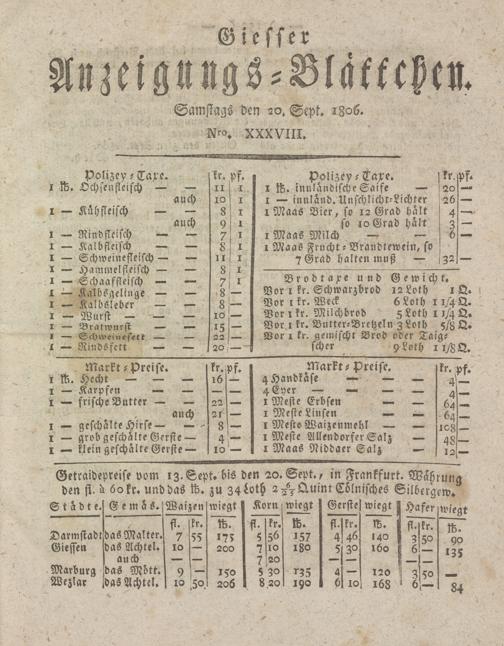 Giesser
Anzeigungs-Blättchen.
Samstags den 20. Sept. 1806.
Nro. XXXVIII.
Polizey-Taxe. kr. pf.
1 ℔. Ochsenfleisch — 11 1
auch 10 1
1 — Kühfleisch — 8 1
auch 9 1
1 — Rindfleisch — 7 1
1 — Kalbfleisch — 8 1
1 — Schweinefleisch — 11 1
1 — Hammelfleisch — 8 1
1 — Schaaffleisch — 7 1
1 — Kalbsgelinge — 8 —
1 — Kalbsleber — 8 —
1 — Wurst — 10 —
1 — Bratwurst — 15 —
1 — Schweinefett — 22 —
1 — Rindsfett — 20 —
Polizey-Taxe. kr. pf.
1 ℔. innländische Saife — 20 —
1 — innländ. Unschlicht-Lichter 26 —
1 Maas Bier, so 12 Grad hält 4 —
so 10 Grad hält 3 —
1 Maas Milch — — 6 —
1 Maas Frucht-Brandtewein, so
7 Grad halten muß — 32 —
Brodtaxe und Gewicht.
Vor 1 kr. Schwarzbrod 12 Loth 1 Q.
Vor 1 kr. Weck 6 Loth 1 1/4 Q.
Vor 1 kr. Milchbrod 5 Loth 1 1/4 Q.
Vor 1 kr. Butter-Bretzeln 3 Loth 5/8 Q.
Vor 1 kr. gemischt Brod oder Taig-
scher 9 Loth 1 1/8 Q.
Markt-Preise. kr. pf.
1 ℔. Hecht — 16 —
1 — Karpfen — — —
1 — frische Butter — 22 —
auch 21 —
1 — geschälte Hirse — 8 —
1 — grob geschälte Gerste — 4 —
1 — klein geschälte Gerste — 10 —
Markt-Preise. kr. pf.
4 Handkäse — — 4 —
4 Eyer — — 4 —
1 Meste Erbsen — 64 —
1 Meste Linsen — 64 —
1 Meste Waizenmehl — 108 —
1 Meste Allendorfer Salz 48 —
1 Maas Niddaer Salz 12 —
Getraidepreise vom 13. Sept. bis den 20. Sept., in Frankfurt. Währung
den fl. à 60 kr. und das ℔. zu 34 Loth 2 6/25 Quint Cölnisches Silbergew.
Städte. Gemäs. Waizen wiegt Korn wiegt Gerste wiegt Hafer wiegt
fl. kr. ℔. fl. kr. ℔. fl. kr. ℔. fl. kr. ℔.
Darmstadt das Malter. 7 55 175 5 56 157 4 46 140 3 50 90
Giessen das Achtel. 10 — 200 7 10 180 5 30 160 6 — 135
auch — — 7 20 — — — —
Marburg das Mött. 9 — 150 5 30 135 4 — 120 3 50 —
Wezlar das Achtel. 10 50 206 8 20 190 6 10 168 6 — 84